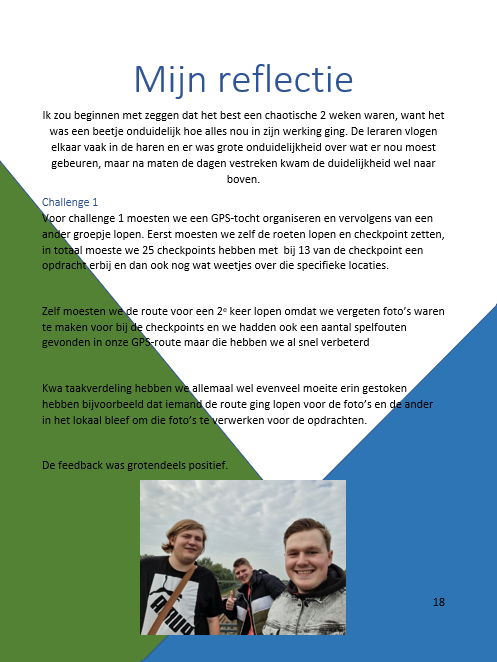 Mijn reflectie
Ik zou beginnen met zeggen dat het best een chaotische 2 weken waren, want het
was een beetje onduidelijk hoe alles nou in zijn werking ging. De leraren vlogen
elkaar vaak in de haren en er was grote onduidelijkheid over wat er nou moest
gebeuren, maar na maten de dagen vestreken kwam de duidelijkheid wel naar
boven.
Challenge 1
Voor challenge 1 moesten we een GPS-tocht organiseren en vervolgens van een
ander groepje lopen. Eerst moesten we zelf de roeten lopen en checkpoint zetten,
in totaal moeste we 25 checkpoints hebben met  bij 13 van de checkpoint een
opdracht erbij en dan ook nog wat weetjes over die specifieke locaties.
Zelf moesten we de route voor een 2e keer lopen omdat we vergeten foto’s waren
te maken voor bij de checkpoints en we hadden ook een aantal spelfouten
gevonden in onze GPS-route maar die hebben we al snel verbeterd
Kwa taakverdeling hebben we allemaal wel evenveel moeite erin gestoken
hebben bijvoorbeeld dat iemand de route ging lopen voor de foto’s en de ander
in het lokaal bleef om die foto’s te verwerken voor de opdrachten.
De feedback was grotendeels positief.
18